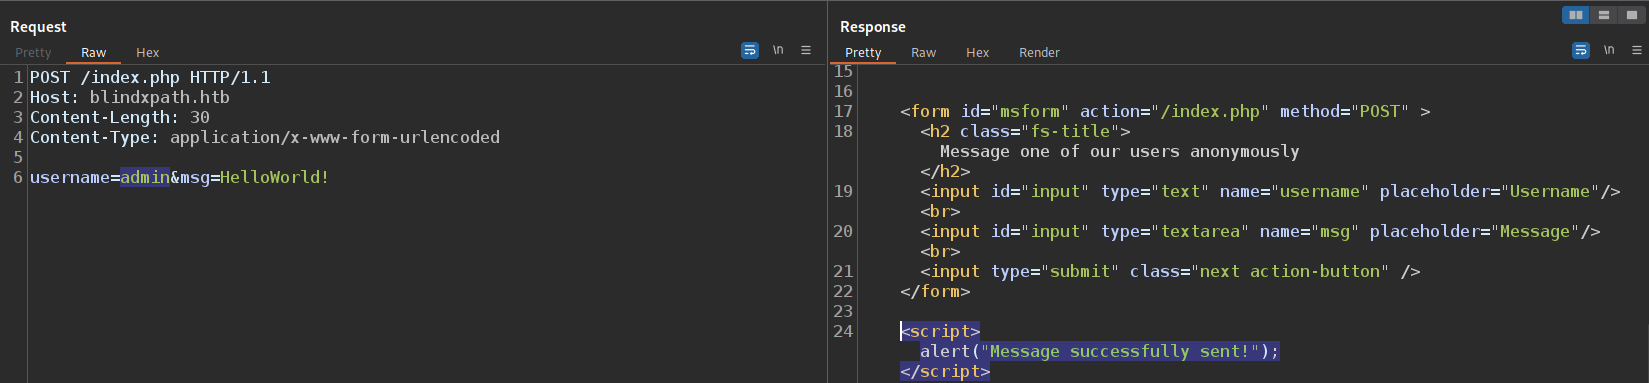 Request
Pretty Raw Hex \n
1 POST /index.php HTTP/1.1
2 Host: blindxpath.htb
3 Content-Length: 30
4 Content-Type: application/x-www-form-urlencoded
5
6 username=admin&msg=HelloWorld!
Response
Pretty Raw Hex Render \n
15
16
17 <form id="msform" action="/index.php" method="POST" >
18 <h2 class="fs-title">
Message one of our users anonymously
</h2>
19 <input id="input" type="text" name="username" placeholder="Username"/>
<br>
20 <input id="input" type="textarea" name="msg" placeholder="Message"/>
<br>
21 <input type="submit" class="next action-button" />
22 </form>
23
24 <script>
alert("Message successfully sent!");
</script>